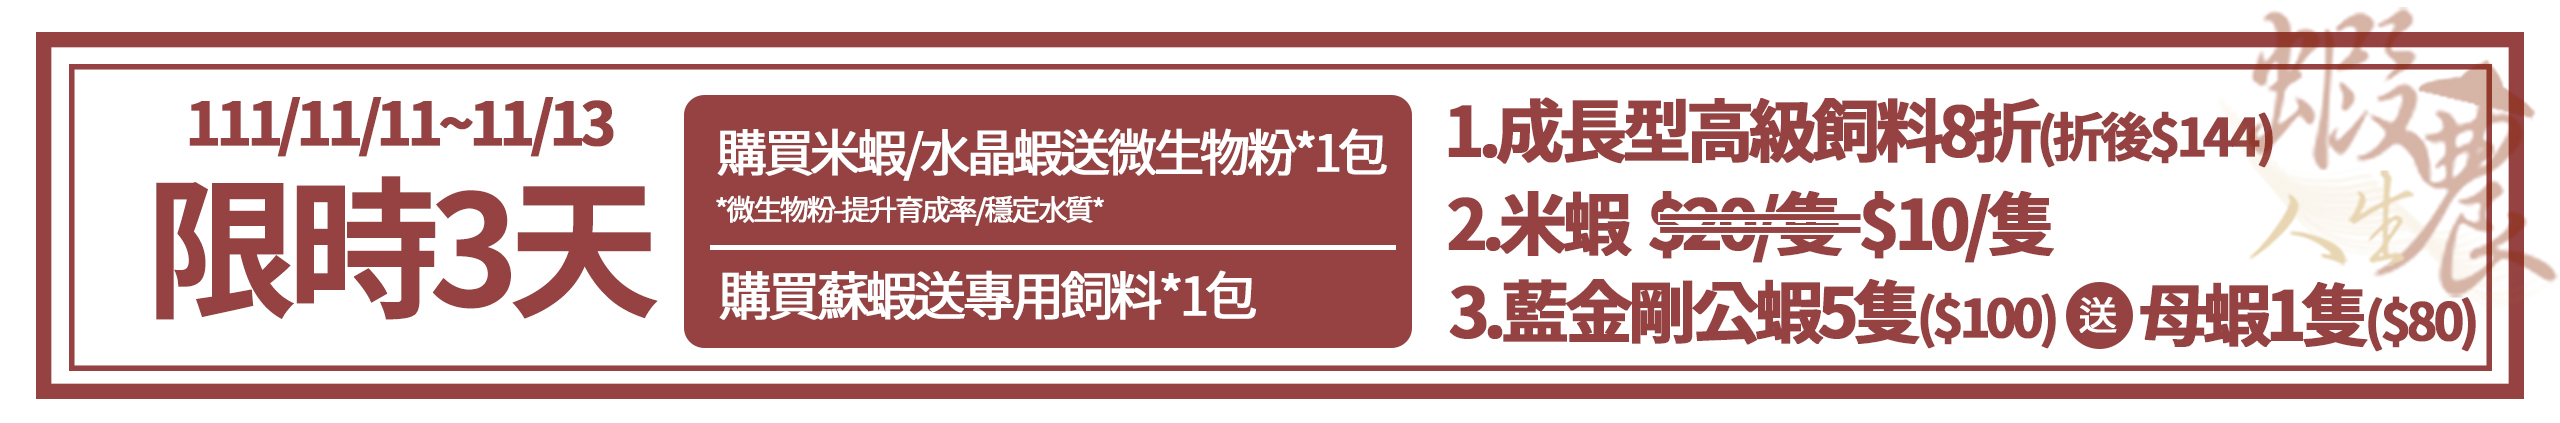 111/11/11~11/13
限時3天
購買米蝦/水晶蝦送微生物粉*1包
*微生物粉-提升育成率/穩定水質*
購買蘇蝦送專用飼料*1包
1.成長型高級飼料8折(折後$144)
2.米蝦 $20/隻 $10/隻
3.藍金剛公蝦5隻($100) 送 母蝦1隻($80)
蝦農
人生